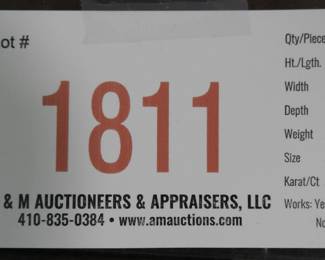 ot #
1811
& M AUCTIONEERS & APPRAISERS, LLC
410-835-0384 • www.amauctions.com
Qty/Piece
Ht./Lgth.
Width
Depth
Weight
Size
Karat/Ct
Works: Ye
No